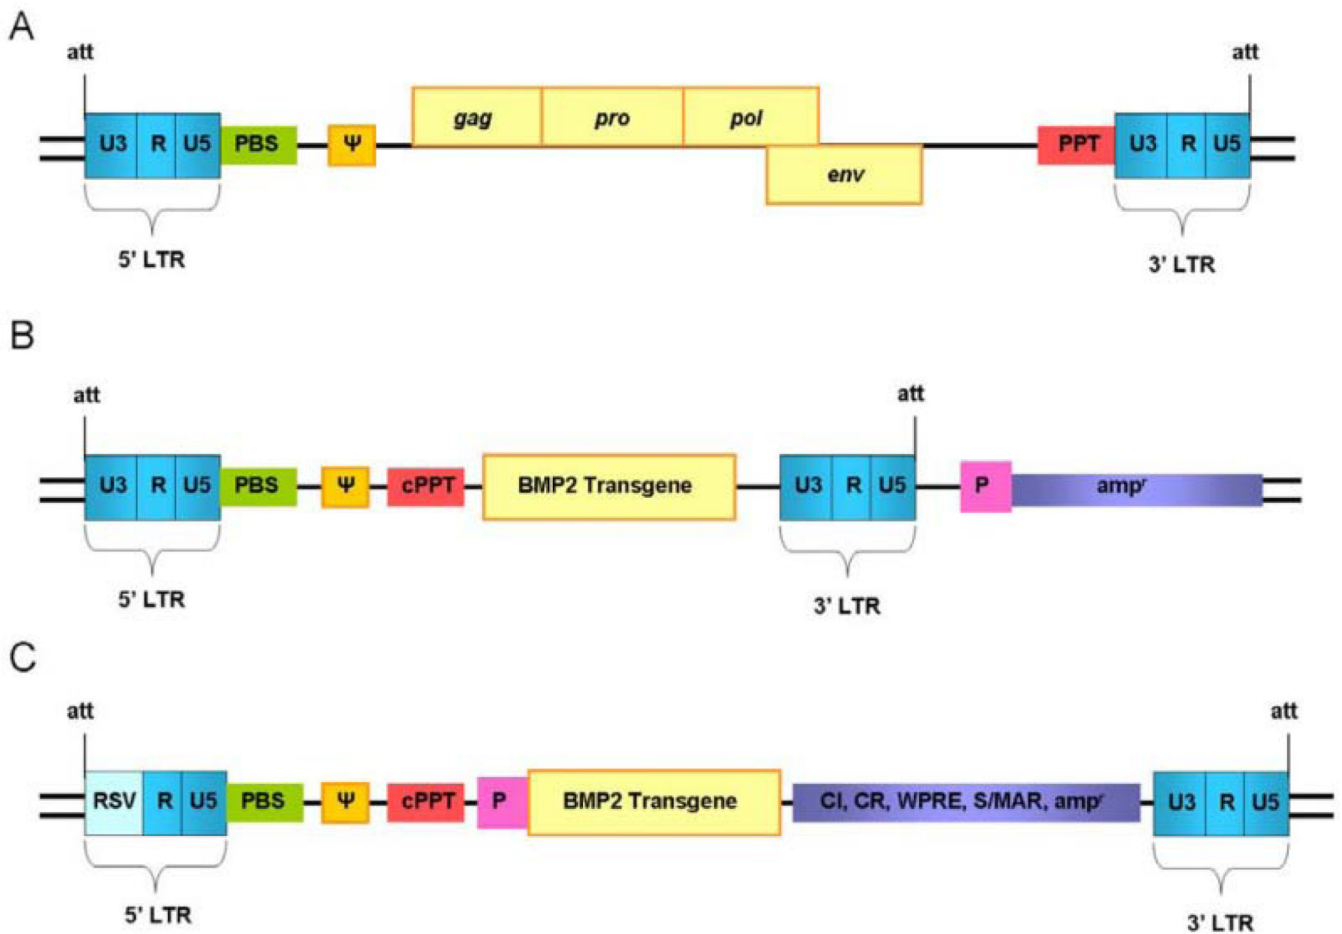 A
att att
gag pro pol
U3 R U5 PBS Ψ PPT U3 R U5
env
5' LTR 3' LTR
B
att att
U3 R U5 PBS Ψ cPPT BMP2 Transgene U3 R U5 P ampʳ
5' LTR 3' LTR
C
att att
RSV R U5 PBS Ψ cPPT P BMP2 Transgene CI, CR, WPRE, S/MAR, ampʳ U3 R U5
5' LTR 3' LTR